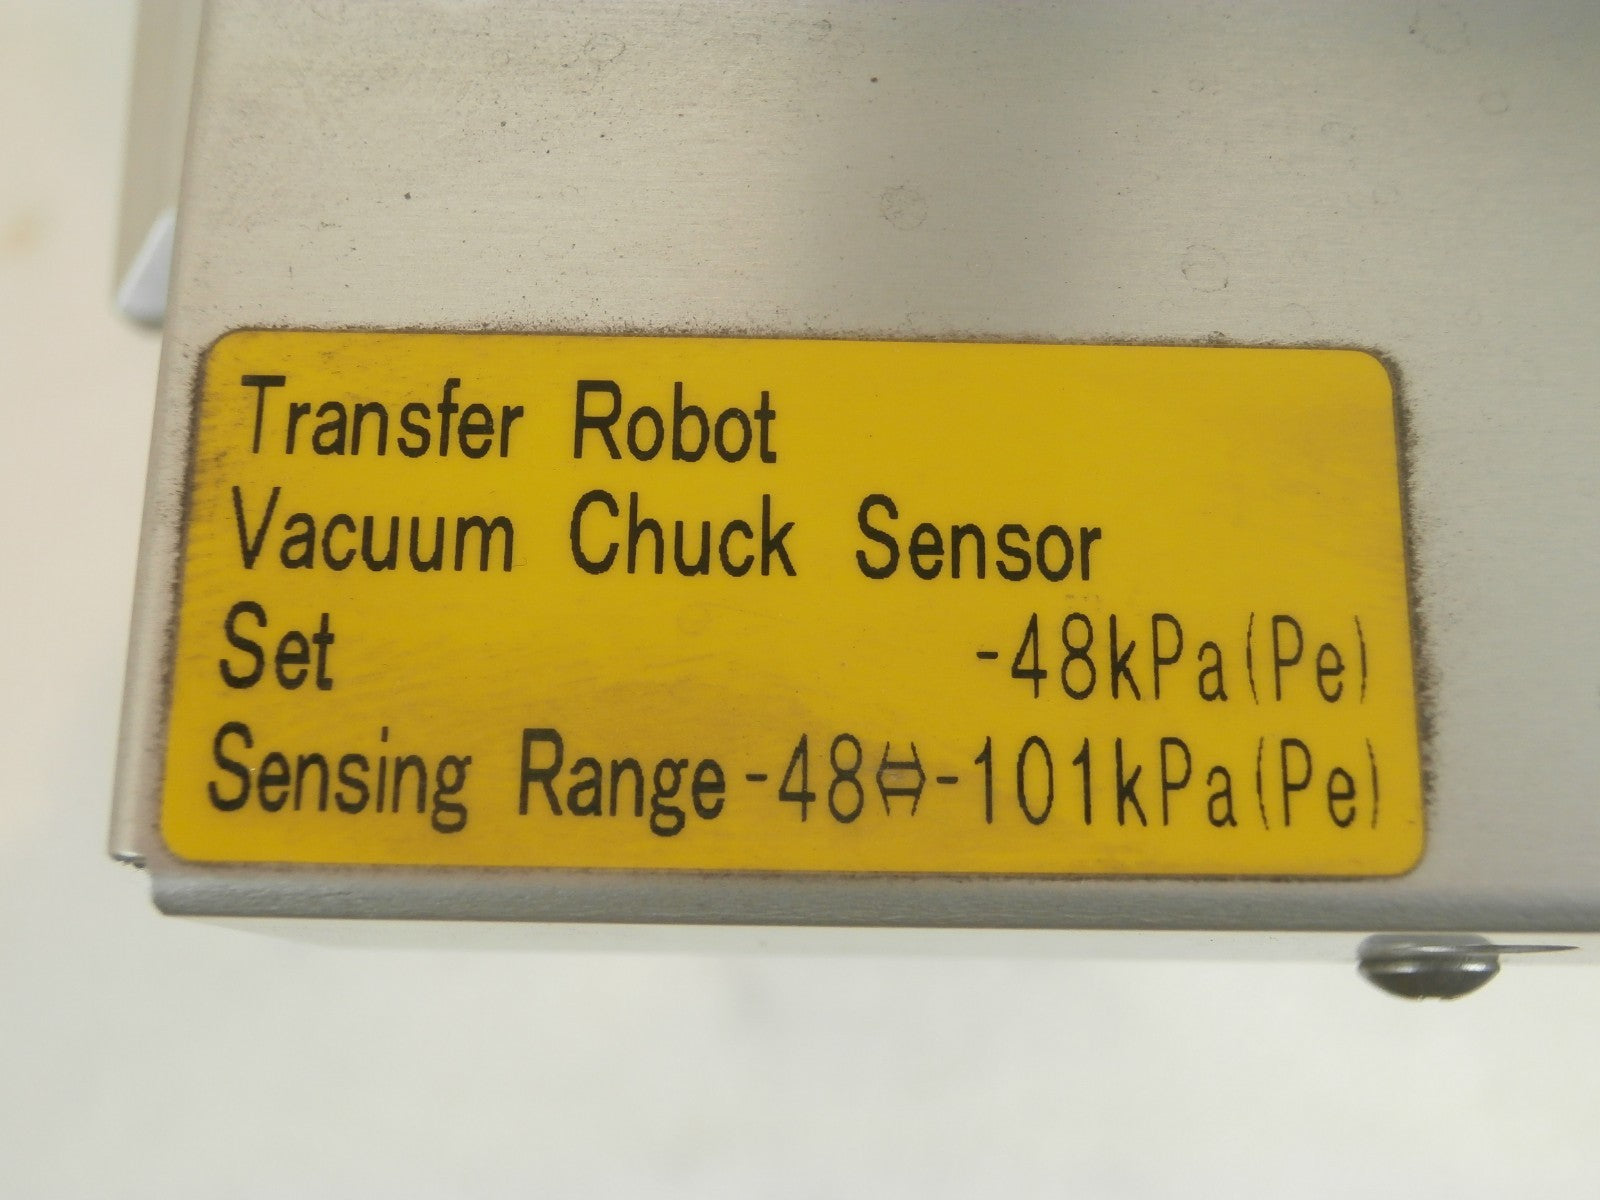 Transfer Robot
Vacuum Chuck Sensor
Set -48kPa(Pe)
Sensing Range -48⇔-101kPa(Pe)